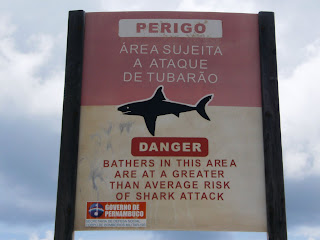 PERIGO
ÀREA SUJEITA
A ATAQUE
DE TUBARÃO
DANGER
BATHERS IN THIS AREA
ARE AT A GREATER
THAN AVERAGE RISK
OF SHARK ATTACK
GOVERNO DE
PERNAMBUCO